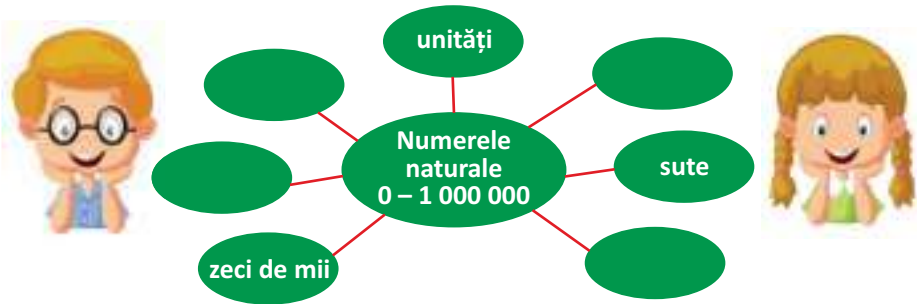 unități
Numerele
naturale
0 – 1 000 000
sute
zeci de mii